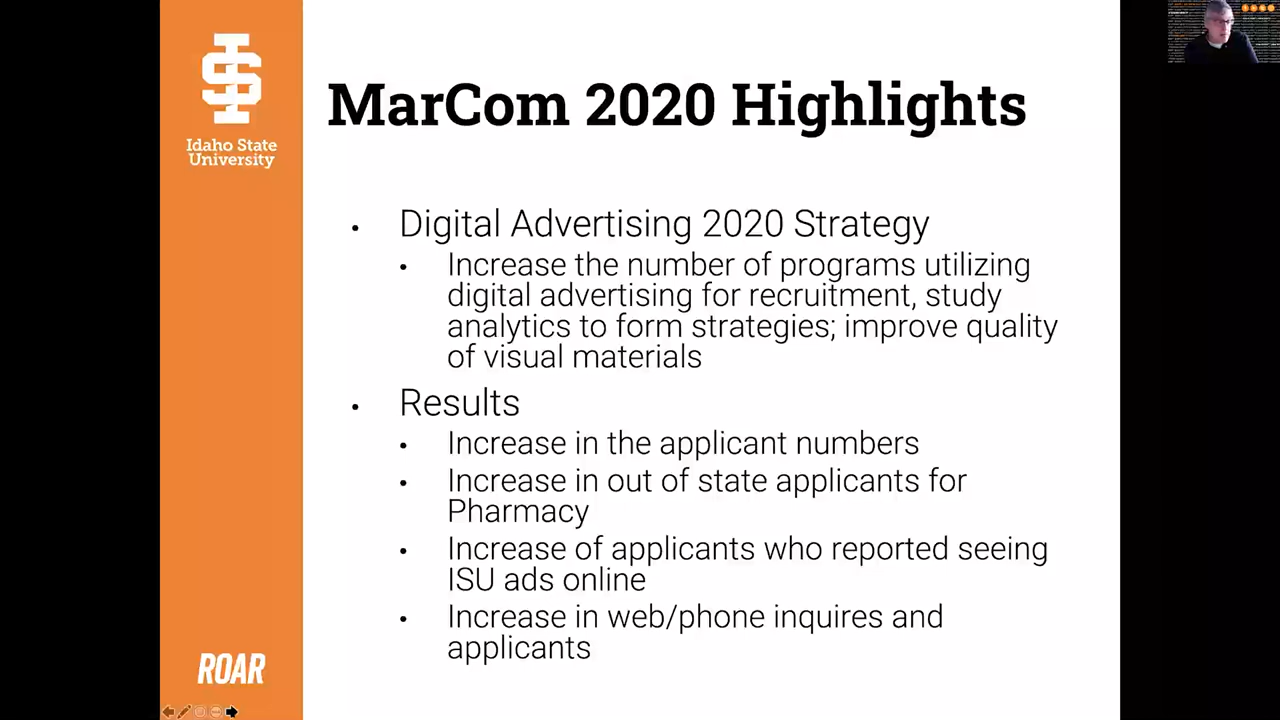 Idaho State
University
MarCom 2020 Highlights
• Digital Advertising 2020 Strategy
• Increase the number of programs utilizing
digital advertising for recruitment, study
analytics to form strategies; improve quality
of visual materials
• Results
• Increase in the applicant numbers
• Increase in out of state applicants for
Pharmacy
• Increase of applicants who reported seeing
ISU ads online
• Increase in web/phone inquires and
applicants
ROAR